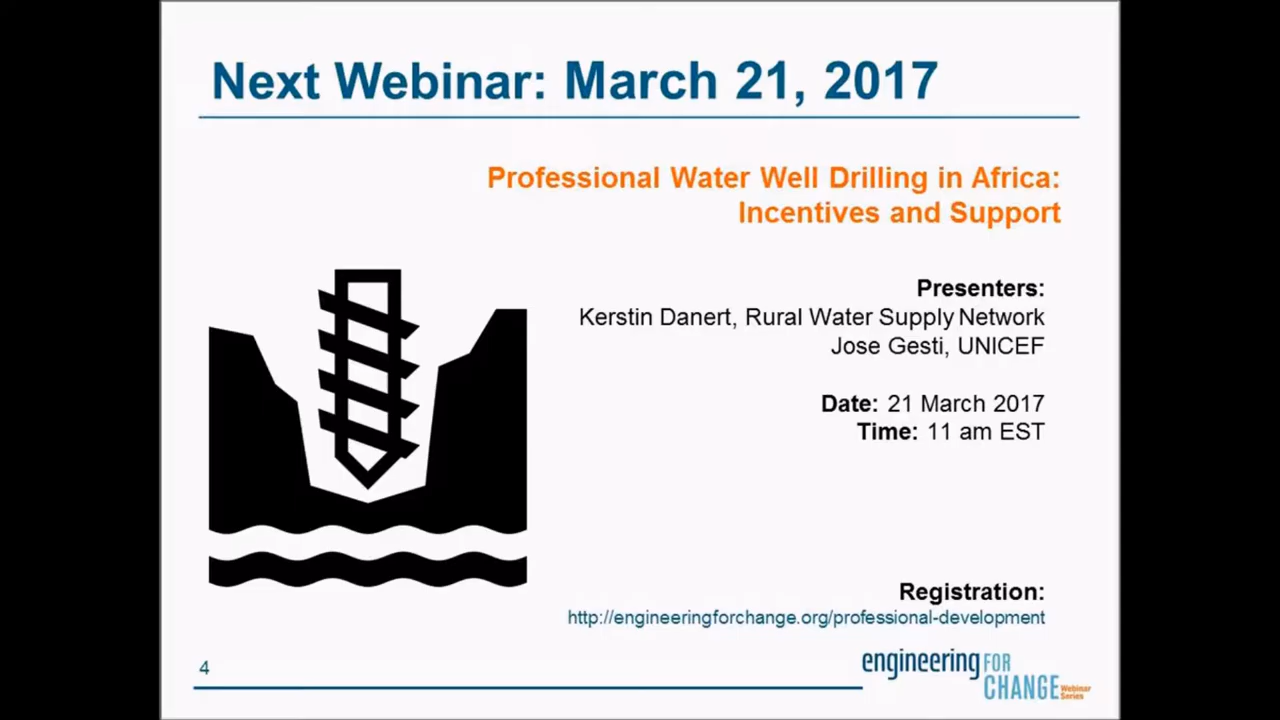 Next Webinar: March 21, 2017
Professional Water Well Drilling in Africa:
Incentives and Support
Presenters:
Kerstin Danert, Rural Water Supply Network
Jose Gesti, UNICEF
Date: 21 March 2017
Time: 11 am EST
Registration:
http://engineeringforchange.org/professional-development
4
engineering FOR
CHANGE Webinar
Series